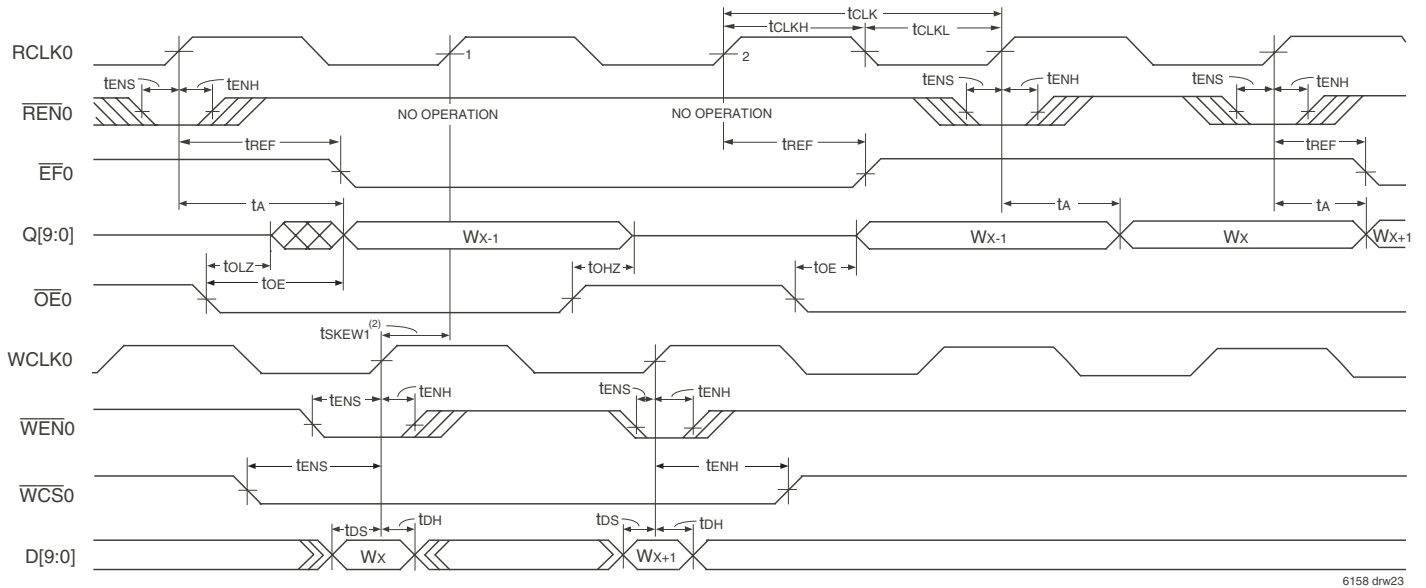 tCLK
tCLKH tCLKL
RCLK0 1 2
tENS tENH tENS tENH tENS tENH
REN0 NO OPERATION NO OPERATION
tREF tREF tREF
EF0
tA tA tA
Q[9:0] WX-1 WX-1 WX WX+1
tOLZ tOHZ tOE
tOE
OE0
tSKEW1(2)
WCLK0
tENS tENH tENS tENH
WEN0
tENS tENH
WCS0
tDS tDH tDS tDH
D[9:0] WX WX+1
6158 drw23